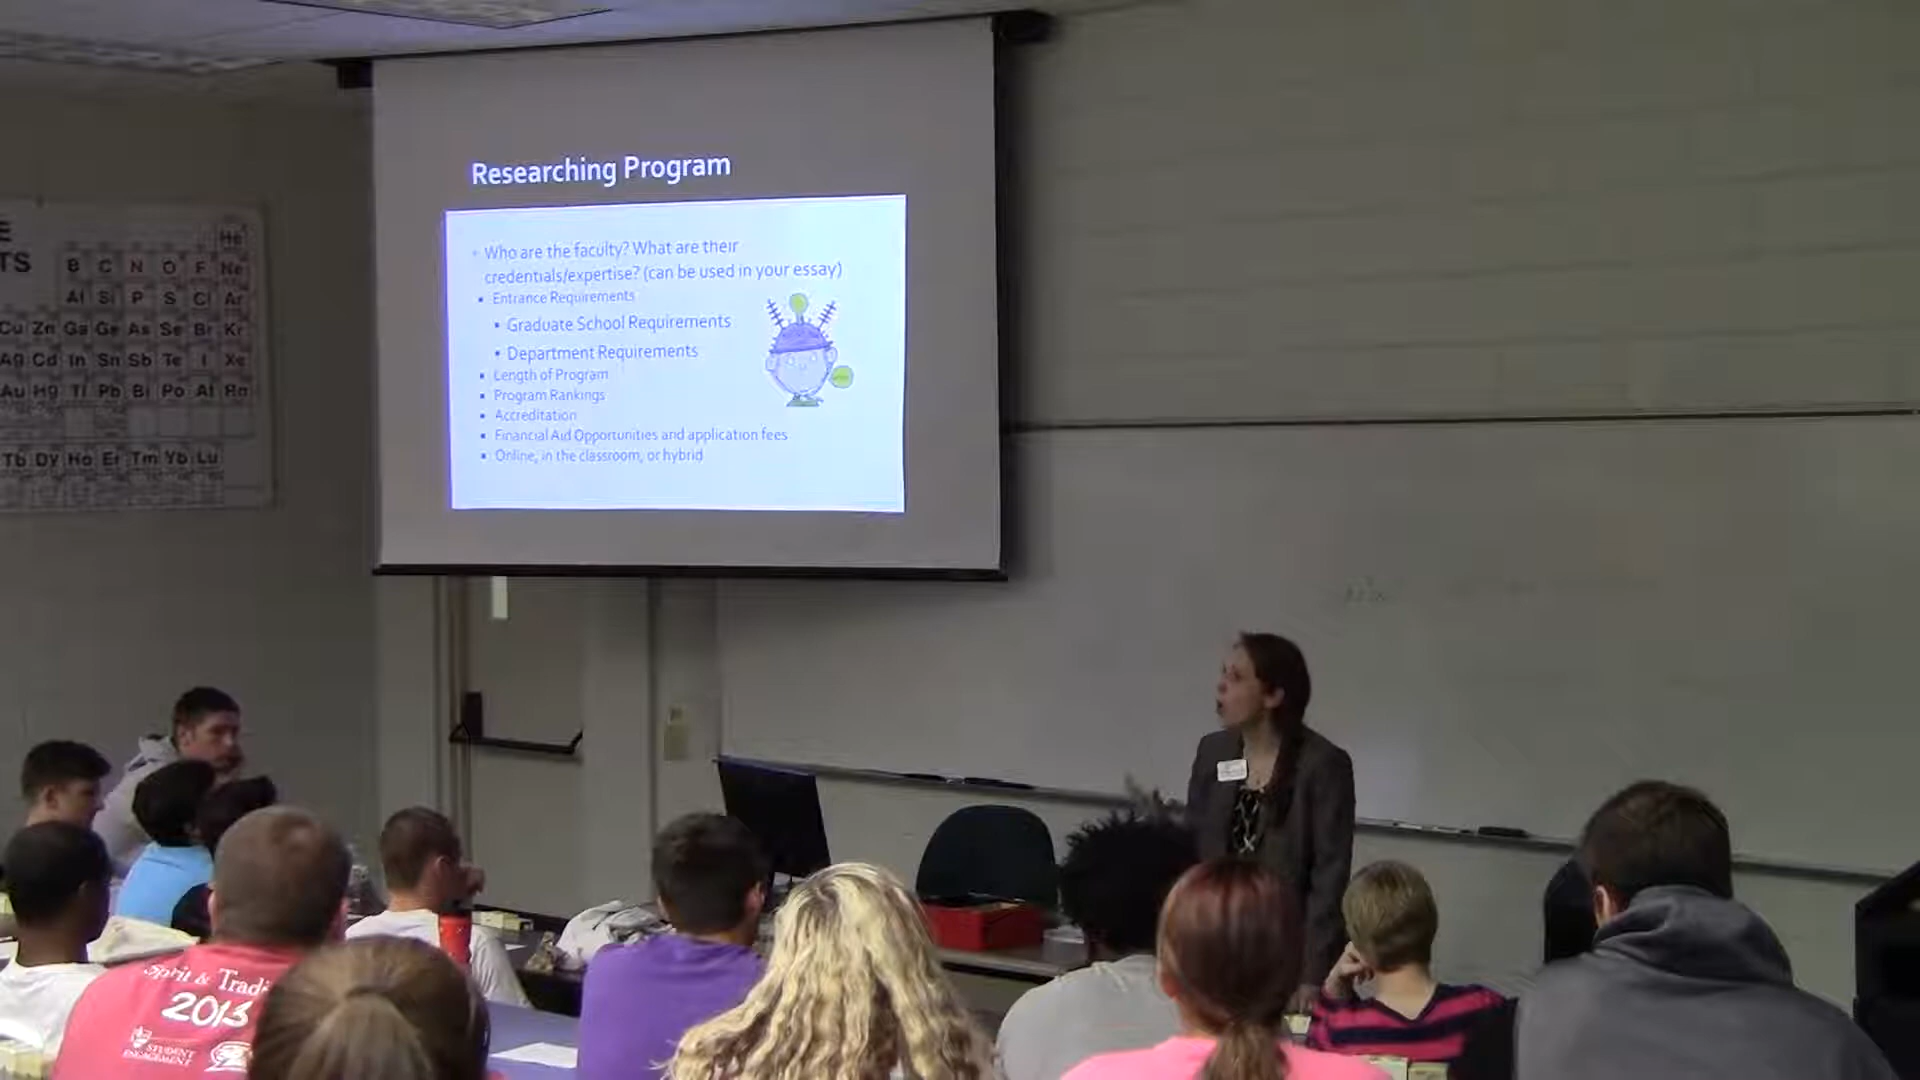 Researching Program
Who are the faculty? What are their
credentials/expertise? (can be used in your essay)
Entrance Requirements
Graduate School Requirements
Department Requirements
Length of Program
Program Rankings
Accreditation
Financial Aid Opportunities and application fees
Online, in the classroom, or hybrid
E
TS
He
B C N O F Ne
Al Si P S Cl Ar
Cu Zn Ga Ge As Se Br Kr
Ag Cd In Sn Sb Te I Xe
Au Hg Tl Pb Bi Po At Rn
Tb Dy Ho Er Tm Yb Lu
Spirit & Tradi
2013
STUDENT
ENGAGEMENT